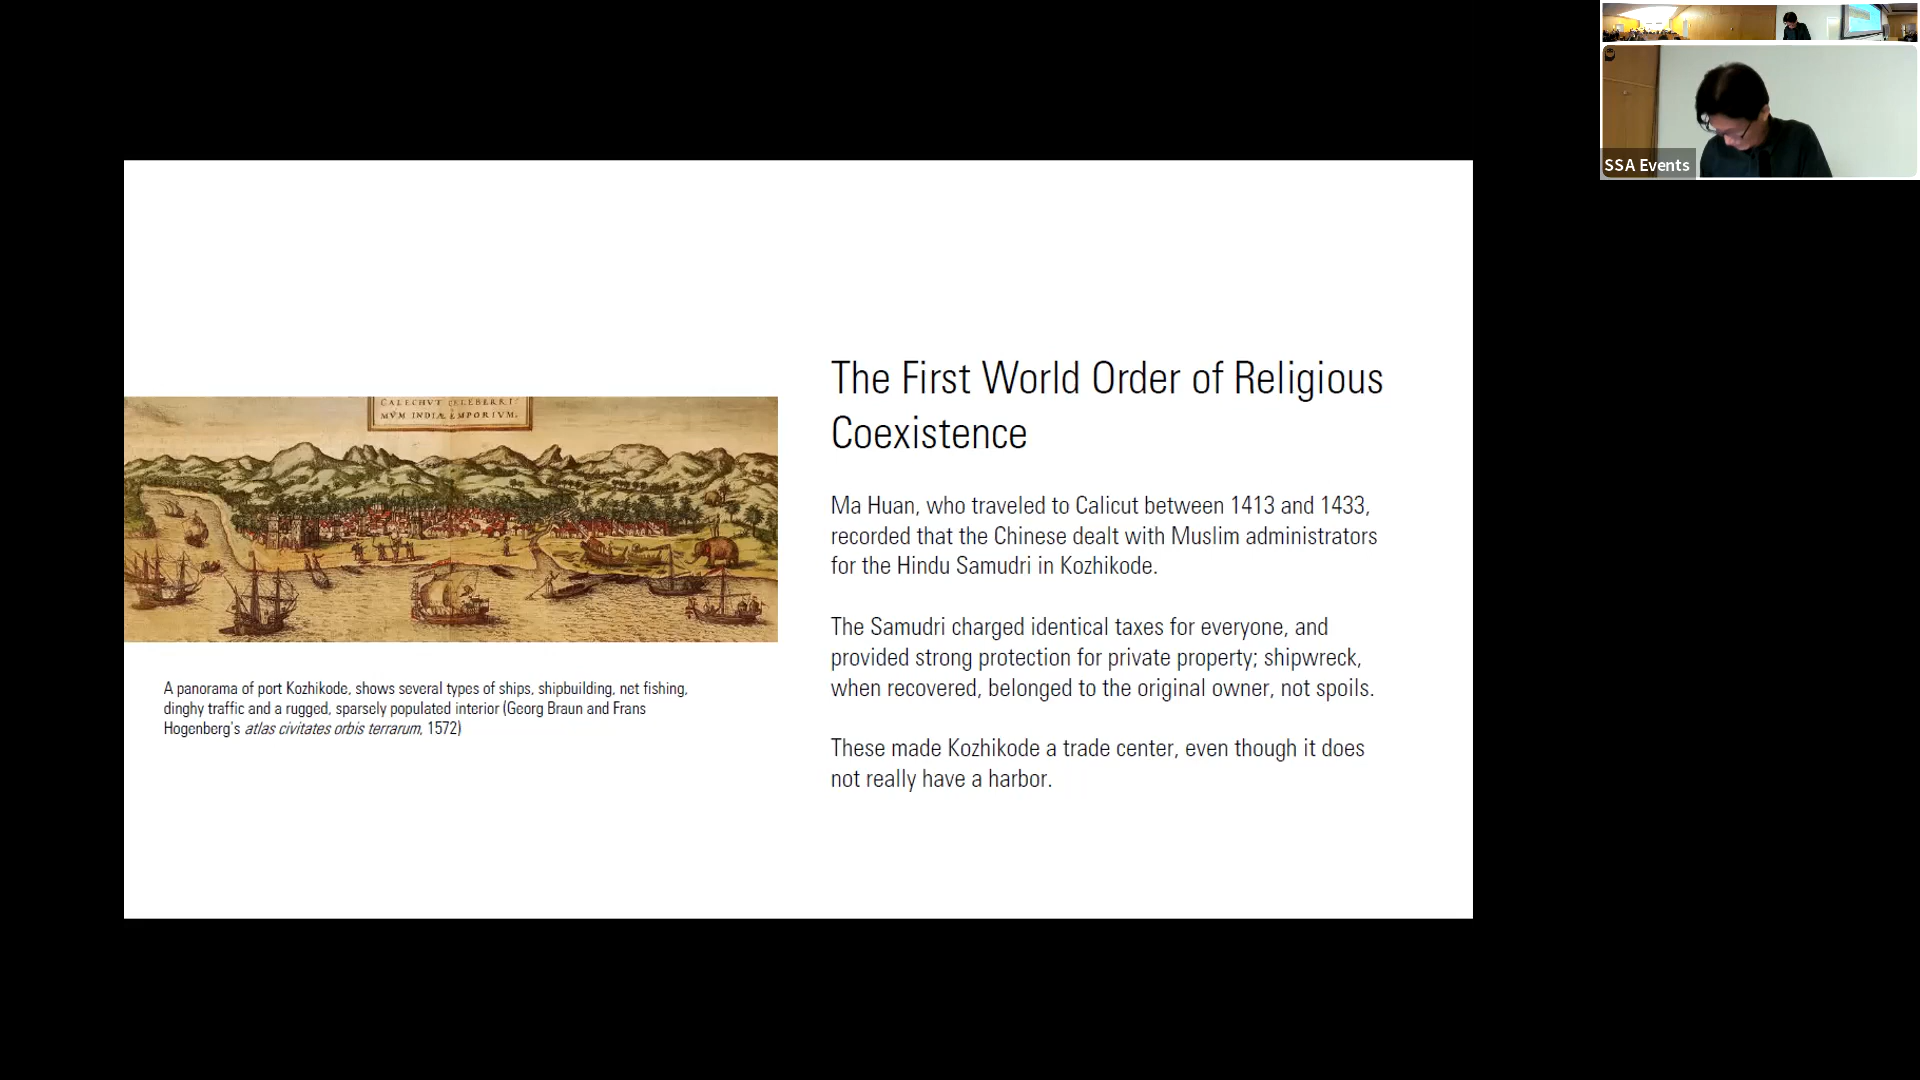 CALECHVT CELEBERRI
MVM INDIÆ EMPORIVM.
A panorama of port Kozhikode, shows several types of ships, shipbuilding, net fishing,
dinghy traffic and a rugged, sparsely populated interior (Georg Braun and Frans
Hogenberg's atlas civitates orbis terrarum, 1572)
The First World Order of Religious
Coexistence
Ma Huan, who traveled to Calicut between 1413 and 1433,
recorded that the Chinese dealt with Muslim administrators
for the Hindu Samudri in Kozhikode.
The Samudri charged identical taxes for everyone, and
provided strong protection for private property; shipwreck,
when recovered, belonged to the original owner, not spoils.
These made Kozhikode a trade center, even though it does
not really have a harbor.
SSA Events